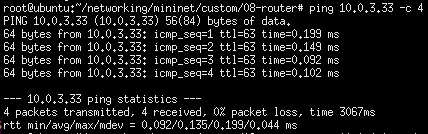 root@ubuntu:~/networking/mininet/custom/08-router# ping 10.0.3.33 -c 4
PING 10.0.3.33 (10.0.3.33) 56(84) bytes of data.
64 bytes from 10.0.3.33: icmp_seq=1 ttl=63 time=0.199 ms
64 bytes from 10.0.3.33: icmp_seq=2 ttl=63 time=0.149 ms
64 bytes from 10.0.3.33: icmp_seq=3 ttl=63 time=0.092 ms
64 bytes from 10.0.3.33: icmp_seq=4 ttl=63 time=0.102 ms
--- 10.0.3.33 ping statistics ---
4 packets transmitted, 4 received, 0% packet loss, time 3067ms
rtt min/avg/max/mdev = 0.092/0.135/0.199/0.044 ms